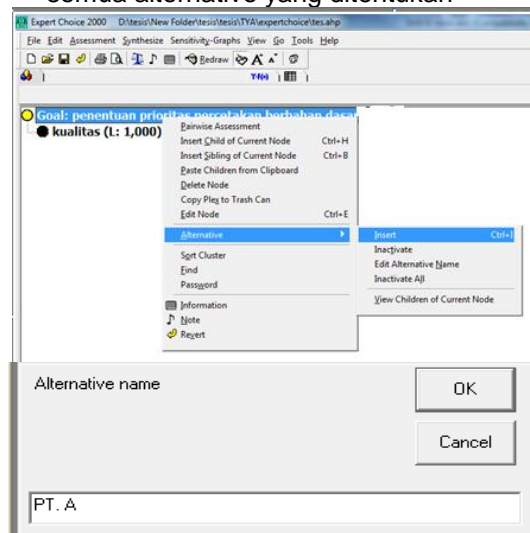 semua alternative yang ditentukan
Expert Choice 2000 D:\tesis\New Folder\tesis\tesis\TYA\expertchoice\tes.ahp
File Edit Assessment Synthesize Sensitivity-Graphs View Go Tools Help
Redraw A A
Y=f(x)
Goal: penentuan prioritas percetakan berbahan dasar
kualitas (L: 1,000)
Pairwise Assessment
Insert Child of Current Node Ctrl+H
Insert Sibling of Current Node Ctrl+B
Paste Children from Clipboard
Delete Node
Copy Plex to Trash Can
Edit Node Ctrl+E
Alternative
Sort Cluster
Find
Password
Information
Note
Revert
Insert Ctrl+I
Inactivate
Edit Alternative Name
Inactivate All
View Children of Current Node
Alternative name
OK
Cancel
PT. A